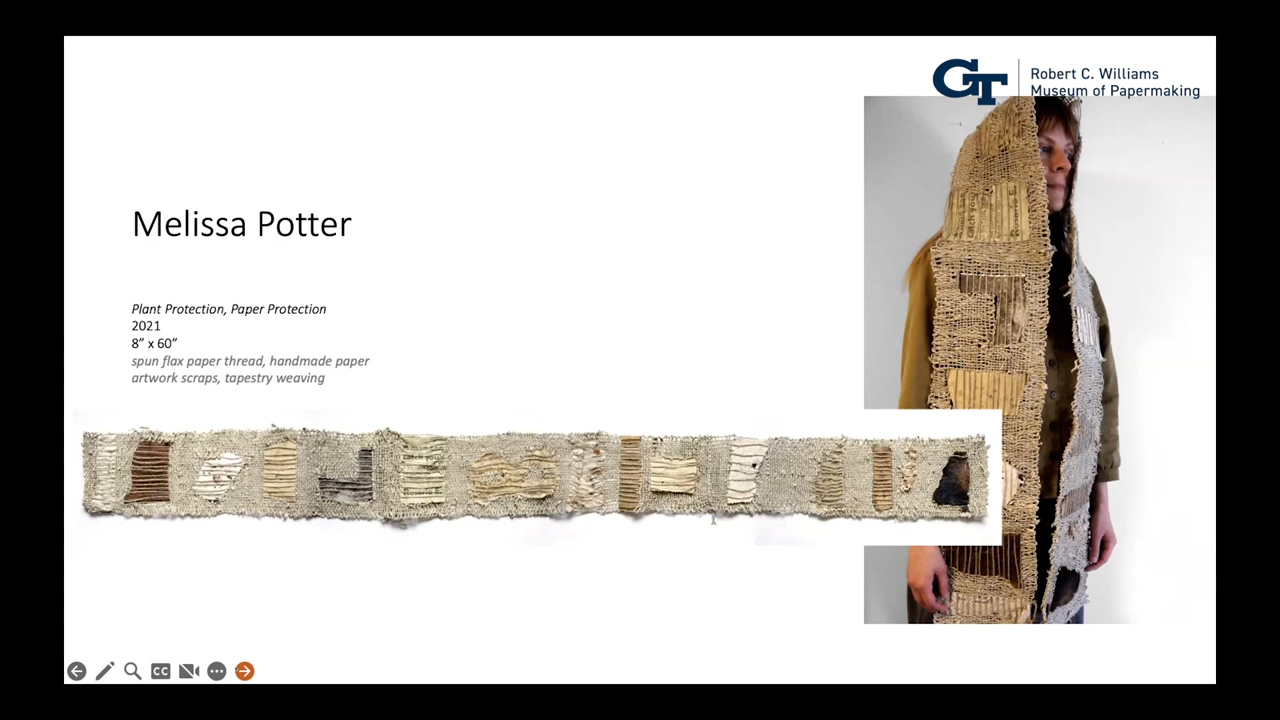 GT
Robert C. Williams
Museum of Papermaking
Melissa Potter
Plant Protection, Paper Protection
2021
8” x 60”
spun flax paper thread, handmade paper
artwork scraps, tapestry weaving
CC